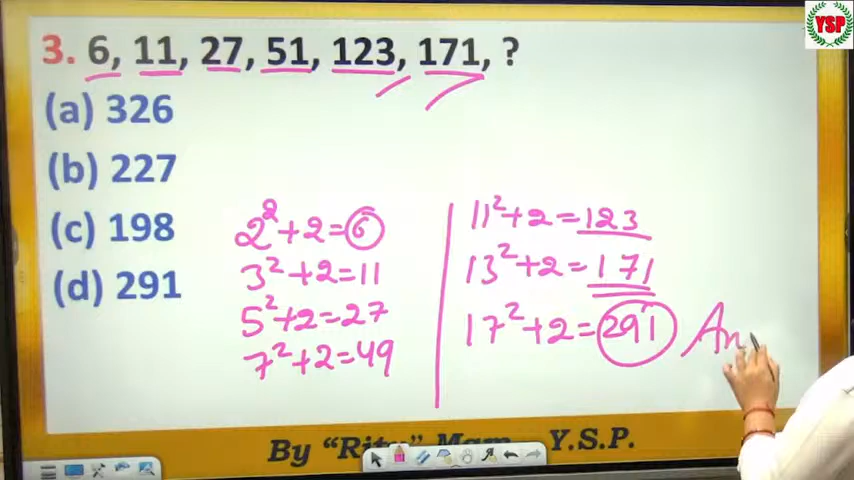 YSP
3. 6, 11, 27, 51, 123, 171, ?
(a) 326
(b) 227
(c) 198
(d) 291
2²+2=6
3²+2=11
5²+2=27
7²+2=49
11²+2=123
13²+2=171
17²+2=291
An
By “Ritu” Mam Y.S.P.